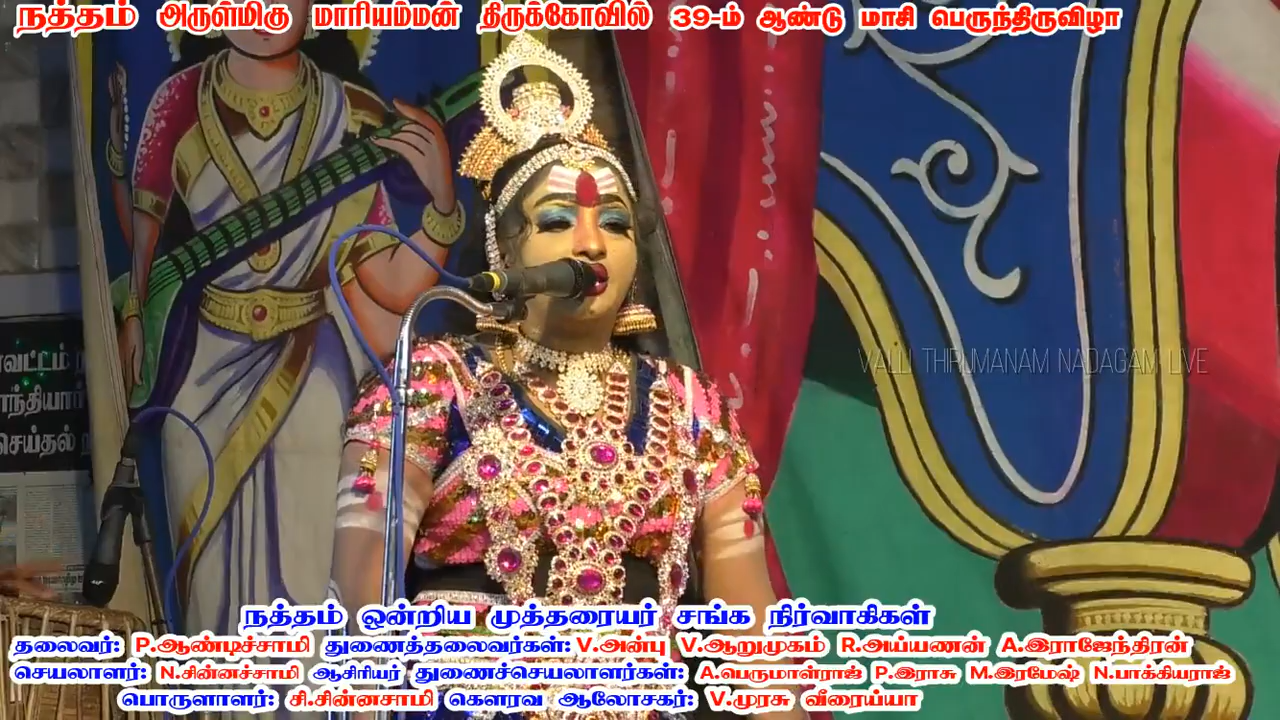 நத்தம் அருள்மிகு மாரியம்மன் திருக்கோவில் 39-ம் ஆண்டு மாசி பெருந்திருவிழா
VALLI THIRUMANAM NADAGAM LIVE
செய்தல்
நத்தம் ஒன்றிய முத்தரையர் சங்க நிர்வாகிகள்
தலைவர்: P.ஆண்டிச்சாமி துணைத்தலைவர்கள்: V.அன்பு V.ஆறுமுகம் R.அய்யணன் A.இராஜேந்திரன்
செயலாளர்: N.சின்னச்சாமி ஆசிரியர் துணைச்செயலாளர்கள்: A.பெருமாள்ராஜ் P.இராசு M.இரமேஷ் N.பாக்கியராஜ்
பொருளாளர்: சி.சின்னசாமி கௌரவ ஆலோசகர்: V.முரசு வீரைய்யா